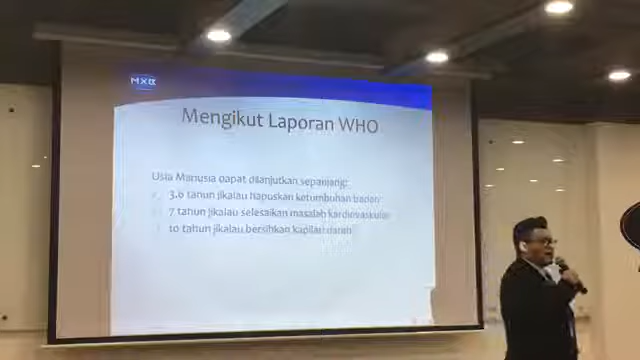 MXB
Mengikut Laporan WHO
Usia Manusia dapat dilanjutkan sepanjang:
3.6 tahun jikalau hapuskan ketumbuhan badan
7 tahun jikalau selesaikan masalah kardiovaskular
10 tahun jikalau bersihkan kapilari darah